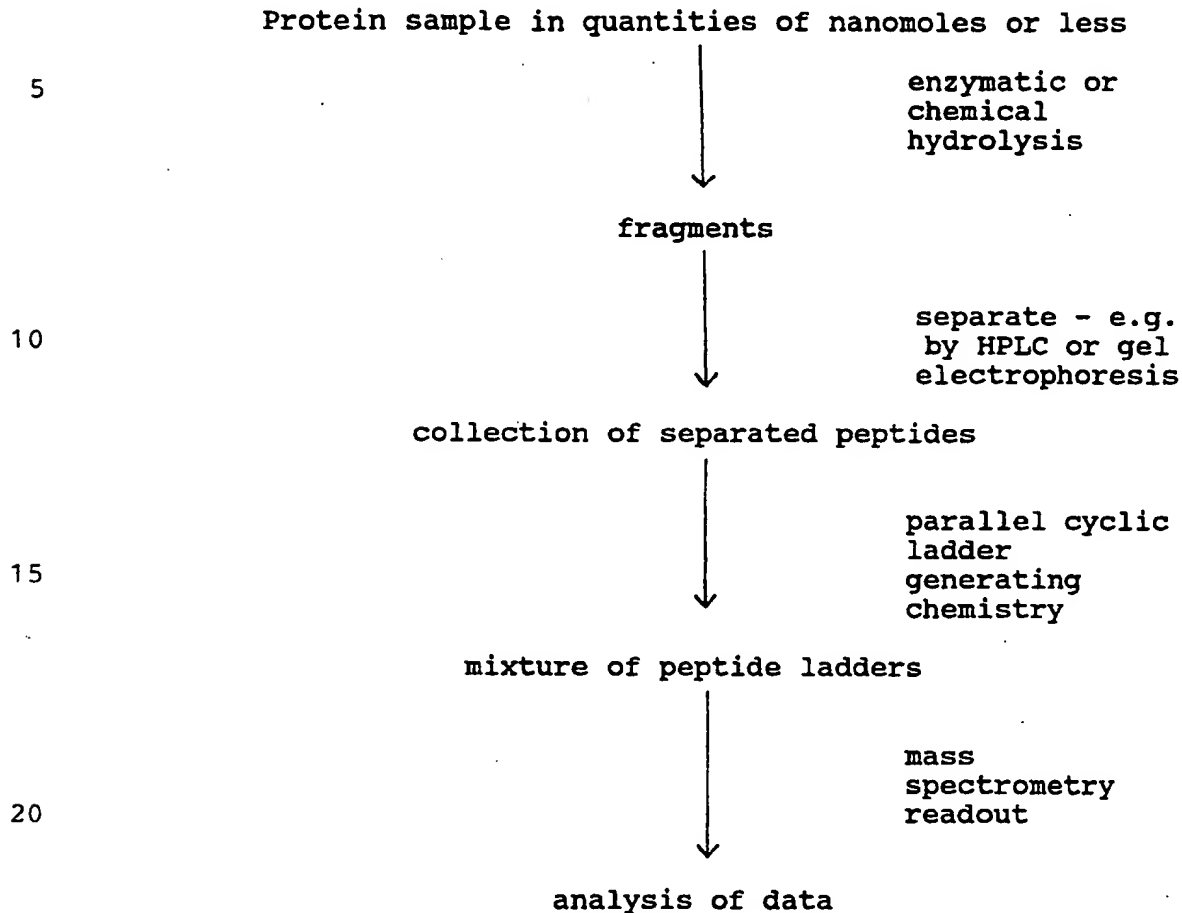 Protein sample in quantities of nanomoles or less
5
enzymatic or
chemical
hydrolysis
fragments
10
separate - e.g.
by HPLC or gel
electrophoresis
collection of separated peptides
parallel cyclic
ladder
15
generating
chemistry
mixture of peptide ladders
mass
spectrometry
20
readout
analysis of data